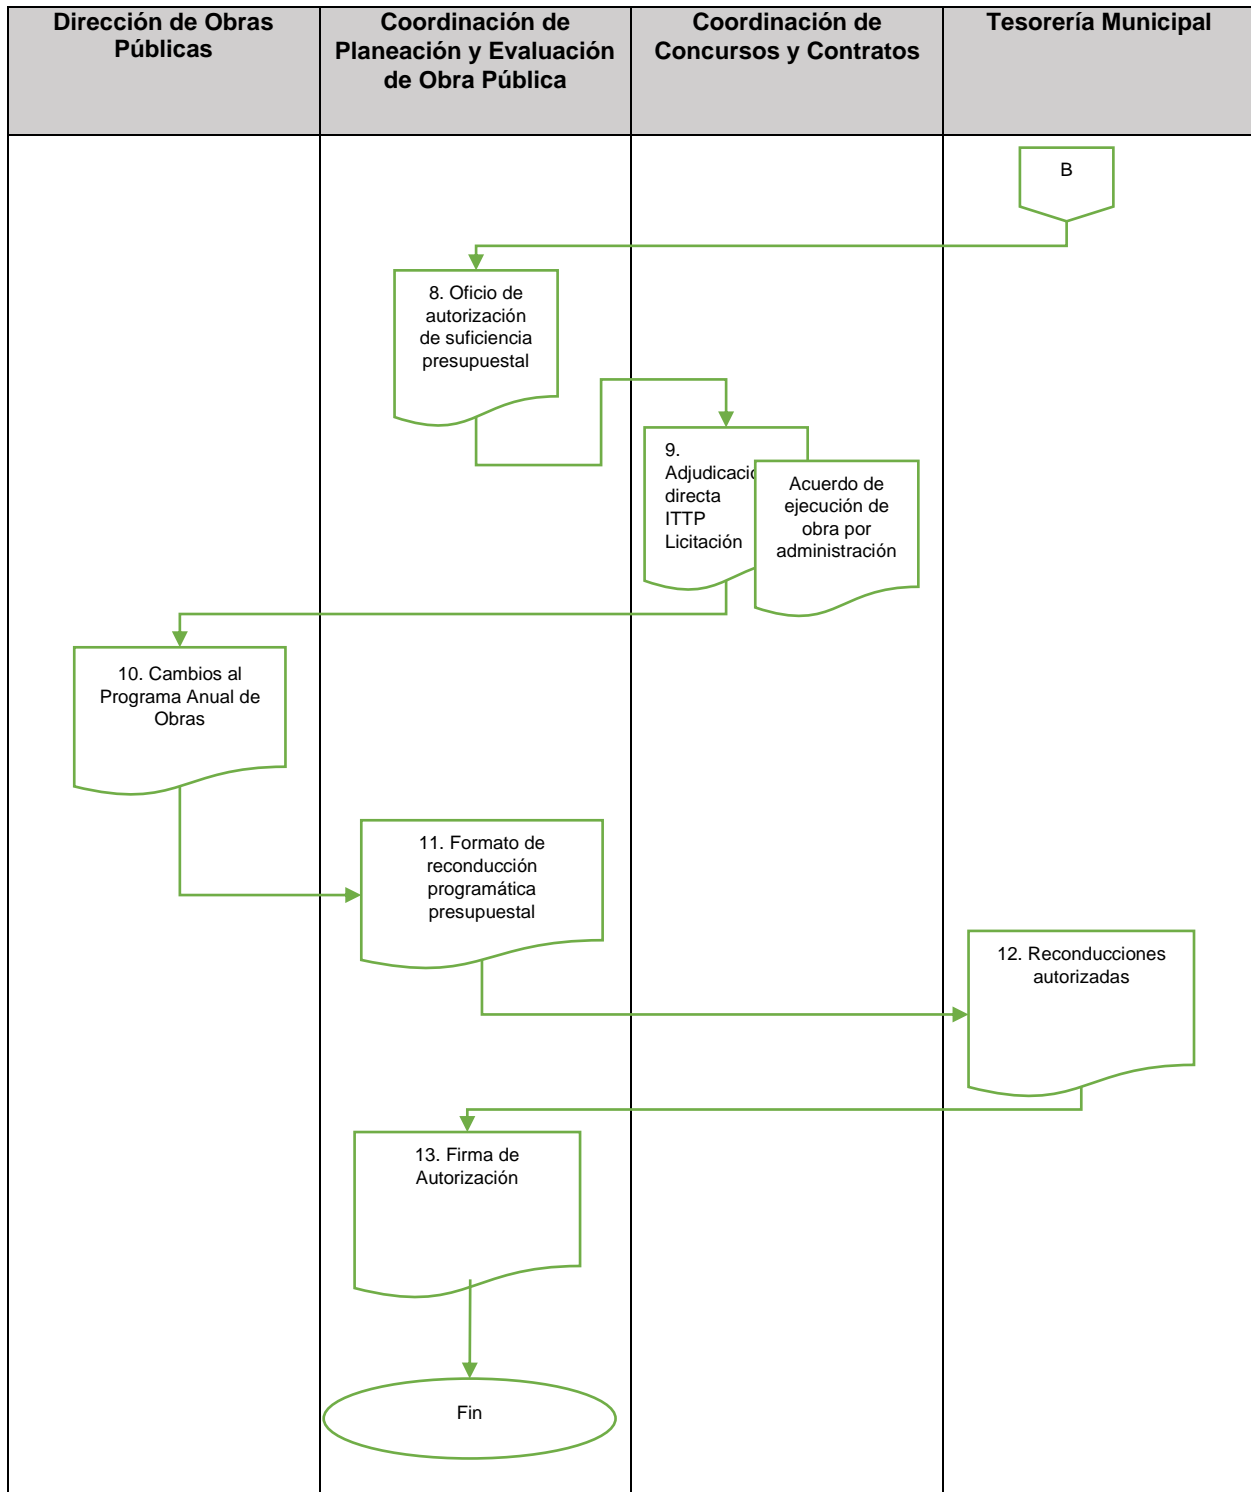 Dirección de Obras
Públicas
Coordinación de
Planeación y Evaluación
de Obra Pública
Coordinación de
Concursos y Contratos
Tesorería Municipal
B
8. Oficio de
autorización
de suficiencia
presupuestal
9.
Adjudicació
directa
ITTP
Licitación
Acuerdo de
ejecución de
obra por
administración
10. Cambios al
Programa Anual de
Obras
11. Formato de
reconducción
programática
presupuestal
12. Reconducciones
autorizadas
13. Firma de
Autorización
Fin